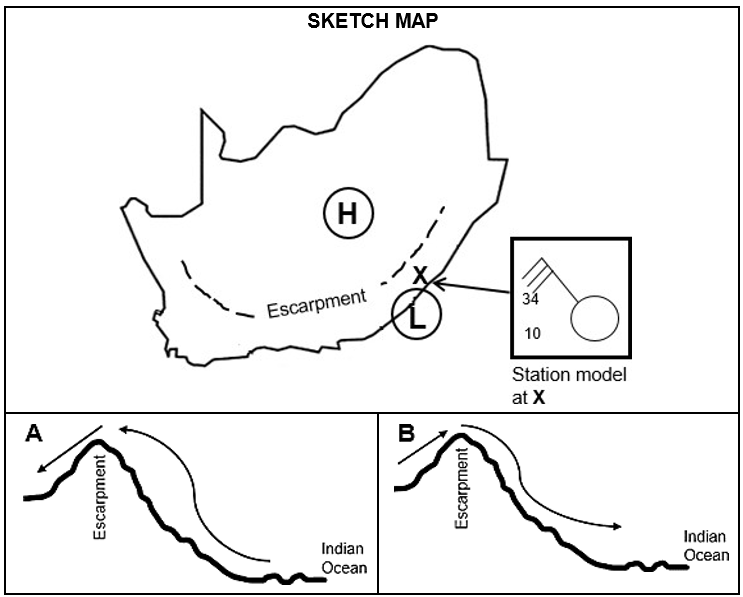 SKETCH MAP
H
X
Escarpment
L
34
10
Station model
at X
A
Escarpment
Indian
Ocean
B
Escarpment
Indian
Ocean